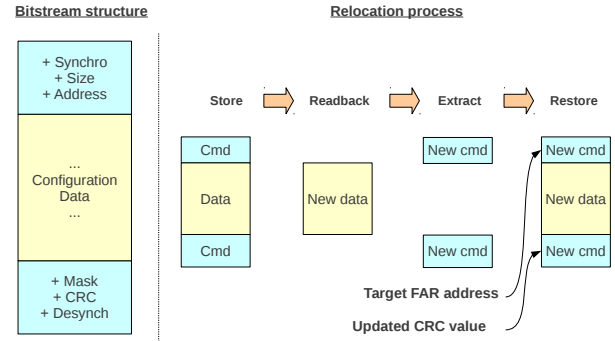 Bitstream structure
Relocation process
+ Synchro
+ Size
+ Address
...
Configuration
Data
...
+ Mask
+ CRC
+ Desynch
Store
Readback
Extract
Restore
Cmd
New cmd
New cmd
Data
New data
New data
Cmd
New cmd
New cmd
Target FAR address
Updated CRC value